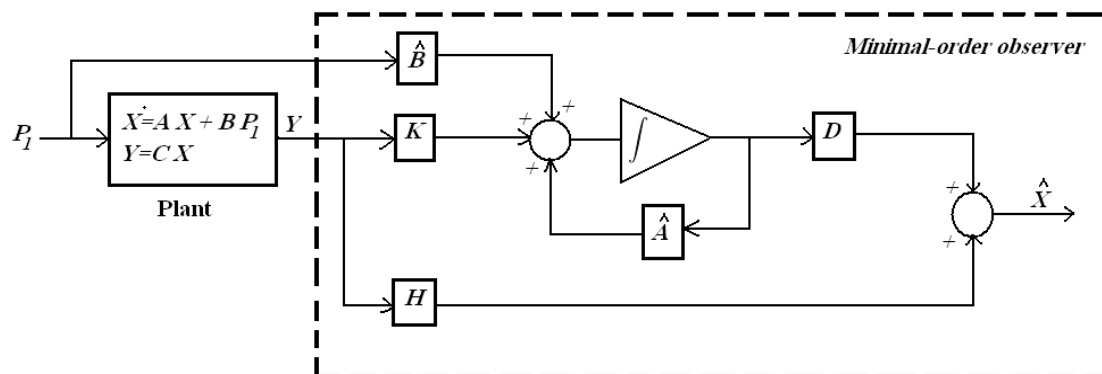 Minimal-order observer
B̂
P₁
Ẋ=A X + B P₁
Y=C X
Y
Plant
K
+
+
+
∫
D
Â
H
+
+
X̂